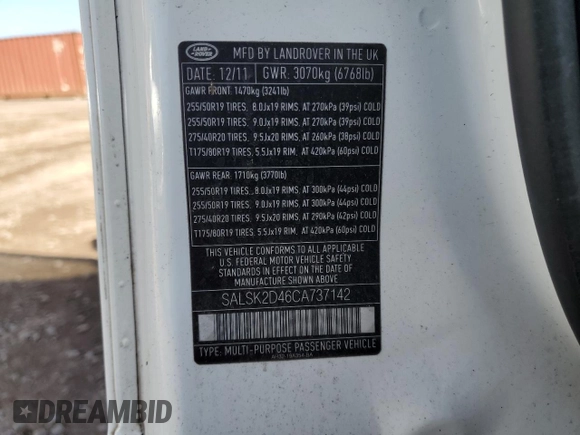 LAND ROVER
MFD BY LANDROVER IN THE UK
DATE: 12/11 GWR: 3070kg (6768lb)
GAWR FRONT: 1470kg (3241lb)
255/50R19 TIRES, 8.0Jx19 RIMS, AT 270kPa (39psi) COLD
255/50R19 TIRES, 9.0Jx19 RIMS, AT 270kPa (39psi) COLD
275/40R20 TIRES, 9.5Jx20 RIMS, AT 260kPa (38psi) COLD
T175/80R19 TIRES, 5.5Jx19 RIM, AT 420kPa (60psi) COLD
GAWR REAR: 1710kg (3770lb)
255/50R19 TIRES, 8.0Jx19 RIMS, AT 300kPa (44psi) COLD
255/50R19 TIRES, 9.0Jx19 RIMS, AT 300kPa (44psi) COLD
275/40R20 TIRES, 9.5Jx20 RIMS, AT 290kPa (42psi) COLD
T175/80R19 TIRES, 5.5Jx19 RIM, AT 420kPa (60psi) COLD
THIS VEHICLE CONFORMS TO ALL APPLICABLE
U.S. FEDERAL MOTOR VEHICLE SAFETY
STANDARDS IN EFFECT ON THE DATE OF
MANUFACTURE SHOWN ABOVE.
SALSK2D46CA737142
TYPE: MULTI-PURPOSE PASSENGER VEHICLE
DREAMBID